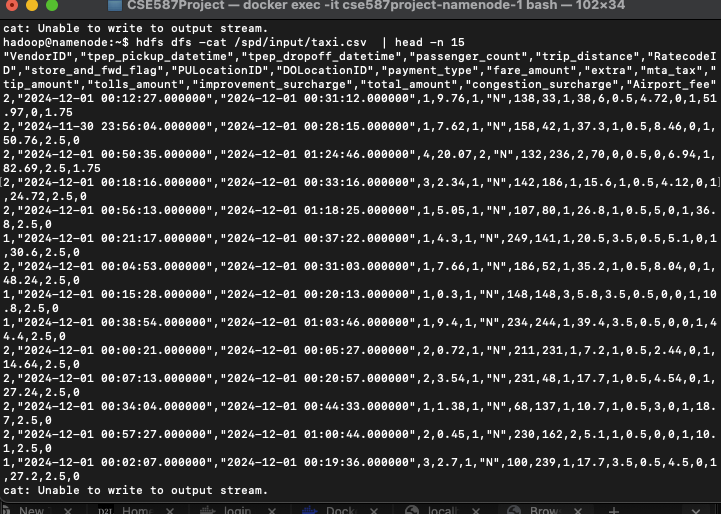 CSE587Project — docker exec -it cse587project-namenode-1 bash — 102×34
cat: Unable to write to output stream.
hadoop@namenode:~$ hdfs dfs -cat /spd/input/taxi.csv  | head -n 15
"VendorID","tpep_pickup_datetime","tpep_dropoff_datetime","passenger_count","trip_distance","RatecodeI
D","store_and_fwd_flag","PULocationID","DOLocationID","payment_type","fare_amount","extra","mta_tax","
tip_amount","tolls_amount","improvement_surcharge","total_amount","congestion_surcharge","Airport_fee"
2,"2024-12-01 00:12:27.000000","2024-12-01 00:31:12.000000",1,9.76,1,"N",138,33,1,38,6,0.5,4.72,0,1,51
.97,0,1.75
2,"2024-11-30 23:56:04.000000","2024-12-01 00:28:15.000000",1,7.62,1,"N",158,42,1,37.3,1,0.5,8.46,0,1,
50.76,2.5,0
2,"2024-12-01 00:50:35.000000","2024-12-01 01:24:46.000000",4,20.07,2,"N",132,236,2,70,0,0.5,0,6.94,1,
82.69,2.5,1.75
2,"2024-12-01 00:18:16.000000","2024-12-01 00:33:16.000000",3,2.34,1,"N",142,186,1,15.6,1,0.5,4.12,0,1
,24.72,2.5,0
2,"2024-12-01 00:56:13.000000","2024-12-01 01:18:25.000000",1,5.05,1,"N",107,80,1,26.8,1,0.5,5,0,1,36.
8,2.5,0
1,"2024-12-01 00:21:17.000000","2024-12-01 00:37:22.000000",1,4.3,1,"N",249,141,1,20.5,3.5,0.5,5.1,0,1
,30.6,2.5,0
2,"2024-12-01 00:04:53.000000","2024-12-01 00:31:03.000000",1,7.66,1,"N",186,52,1,35.2,1,0.5,8.04,0,1,
48.24,2.5,0
1,"2024-12-01 00:15:28.000000","2024-12-01 00:20:13.000000",1,0.3,1,"N",148,148,3,5.8,3.5,0.5,0,0,1,10
.8,2.5,0
1,"2024-12-01 00:38:54.000000","2024-12-01 01:03:46.000000",1,9.4,1,"N",234,244,1,39.4,3.5,0.5,0,0,1,4
4.4,2.5,0
2,"2024-12-01 00:00:21.000000","2024-12-01 00:05:27.000000",2,0.72,1,"N",211,231,1,7.2,1,0.5,2.44,0,1,
14.64,2.5,0
2,"2024-12-01 00:07:13.000000","2024-12-01 00:20:57.000000",2,3.54,1,"N",231,48,1,17.7,1,0.5,4.54,0,1,
27.24,2.5,0
2,"2024-12-01 00:34:04.000000","2024-12-01 00:44:33.000000",1,1.38,1,"N",68,137,1,10.7,1,0.5,3,0,1,18.
7,2.5,0
2,"2024-12-01 00:57:27.000000","2024-12-01 01:00:44.000000",2,0.45,1,"N",230,162,2,5.1,1,0.5,0,0,1,10.
1,2.5,0
1,"2024-12-01 00:02:07.000000","2024-12-01 00:19:36.000000",3,2.7,1,"N",100,239,1,17.7,3.5,0.5,4.5,0,1
,27.2,2.5,0
cat: Unable to write to output stream.
New login Dock local Brow